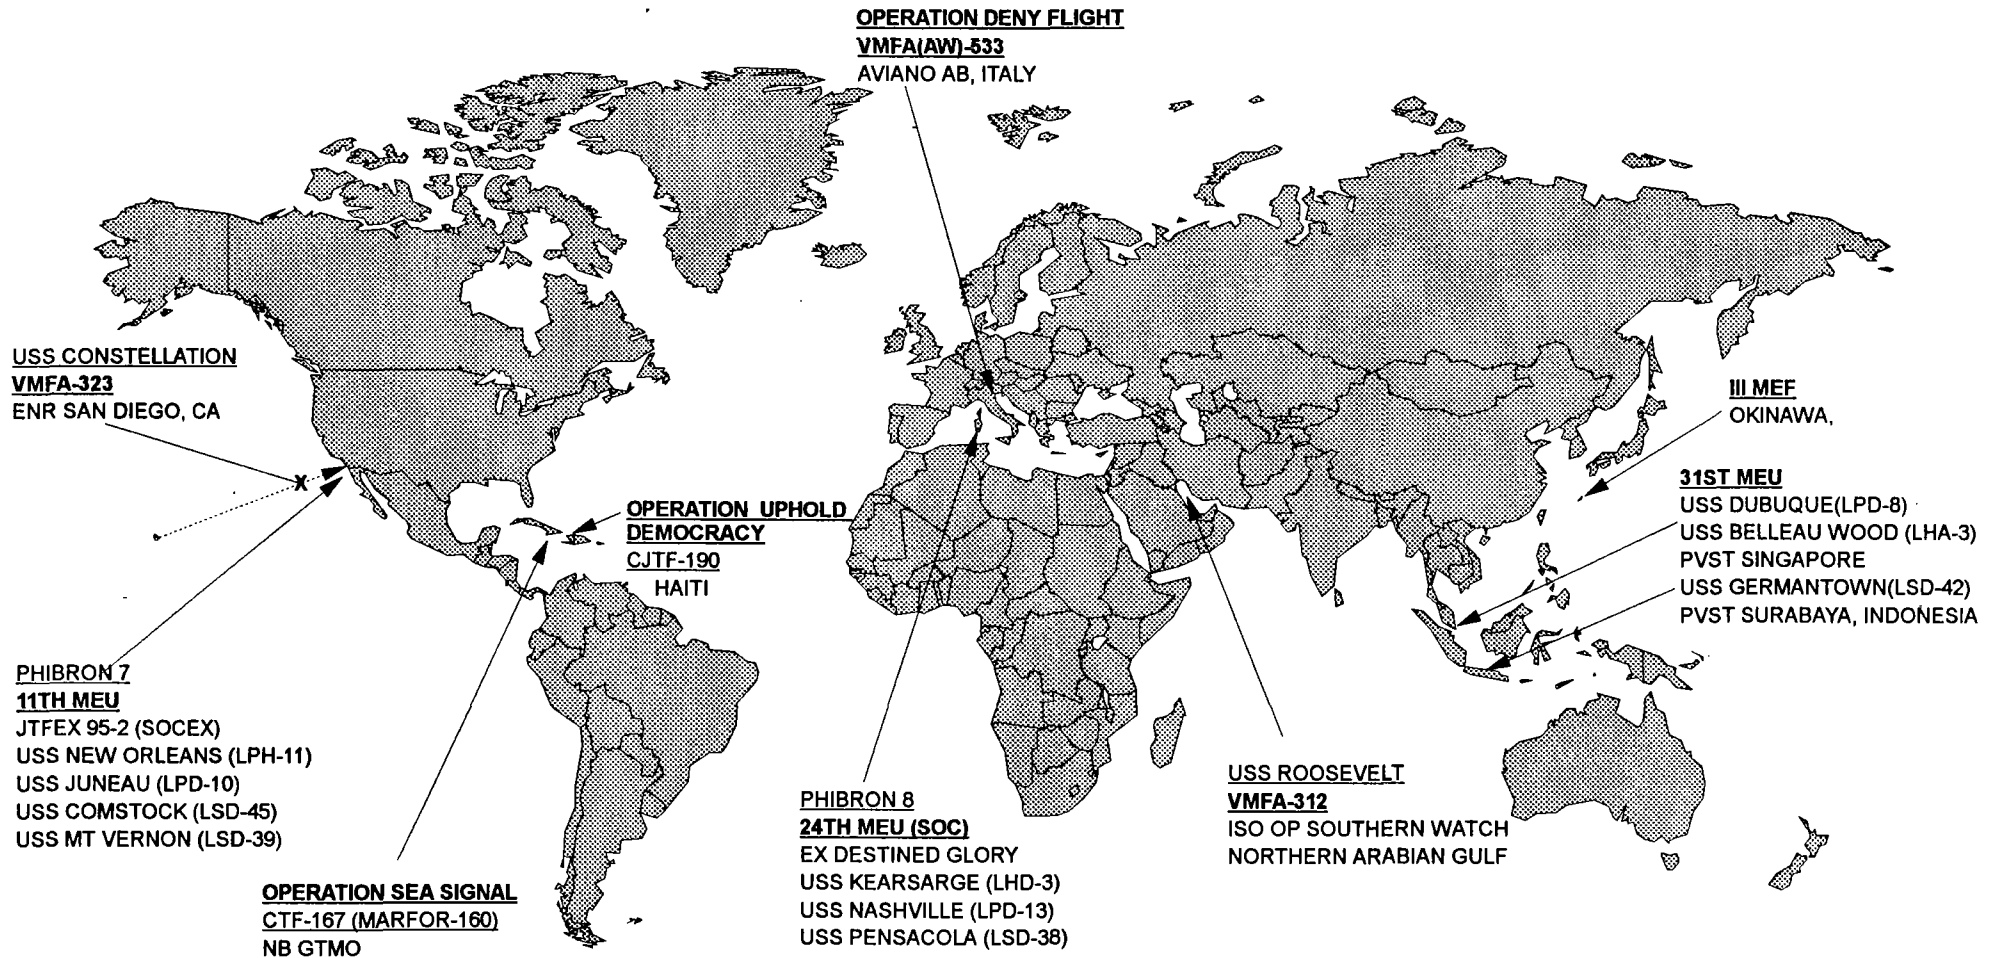 OPERATION DENY FLIGHT
VMFA(AW)-533
AVIANO AB, ITALY
USS CONSTELLATION
VMFA-323
ENR SAN DIEGO, CA
X
III MEF
OKINAWA,
31ST MEU
USS DUBUQUE(LPD-8)
USS BELLEAU WOOD (LHA-3)
PVST SINGAPORE
USS GERMANTOWN(LSD-42)
PVST SURABAYA, INDONESIA
OPERATION UPHOLD
DEMOCRACY
CJTF-190
HAITI
PHIBRON 7
11TH MEU
JTFEX 95-2 (SOCEX)
USS NEW ORLEANS (LPH-11)
USS JUNEAU (LPD-10)
USS COMSTOCK (LSD-45)
USS MT VERNON (LSD-39)
OPERATION SEA SIGNAL
CTF-167 (MARFOR-160)
NB GTMO
PHIBRON 8
24TH MEU (SOC)
EX DESTINED GLORY
USS KEARSARGE (LHD-3)
USS NASHVILLE (LPD-13)
USS PENSACOLA (LSD-38)
USS ROOSEVELT
VMFA-312
ISO OP SOUTHERN WATCH
NORTHERN ARABIAN GULF